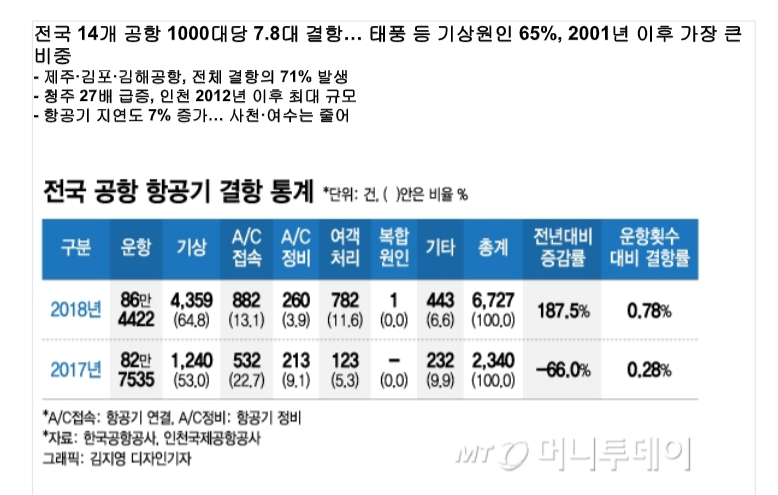 전국 14개 공항 1000대당 7.8대 결항... 태풍 등 기상원인 65%, 2001년 이후 가장 큰
비중
- 제주·김포·김해공항, 전체 결항의 71% 발생
- 청주 27배 급증, 인천 2012년 이후 최대 규모
- 항공기 지연도 7% 증가... 사천·여수는 줄어
전국 공항 항공기 결항 통계 *단위: 건, ( )안은 비율 %
구분 운항 기상 A/C 접속 A/C 정비 여객 처리 복합 원인 기타 총계 전년대비 증감률 운항횟수 대비 결항률
2018년 86만 4422 4,359 (64.8) 882 (13.1) 260 (3.9) 782 (11.6) 1 (0.0) 443 (6.6) 6,727 (100.0) 187.5% 0.78%
2017년 82만 7535 1,240 (53.0) 532 (22.7) 213 (9.1) 123 (5.3) – (0.0) 232 (9.9) 2,340 (100.0) –66.0% 0.28%
*A/C접속: 항공기 연결, A/C정비: 항공기 정비
*자료: 한국공항공사, 인천국제공항공사
그래픽: 김지영 디자인기자
MT 머니투데이